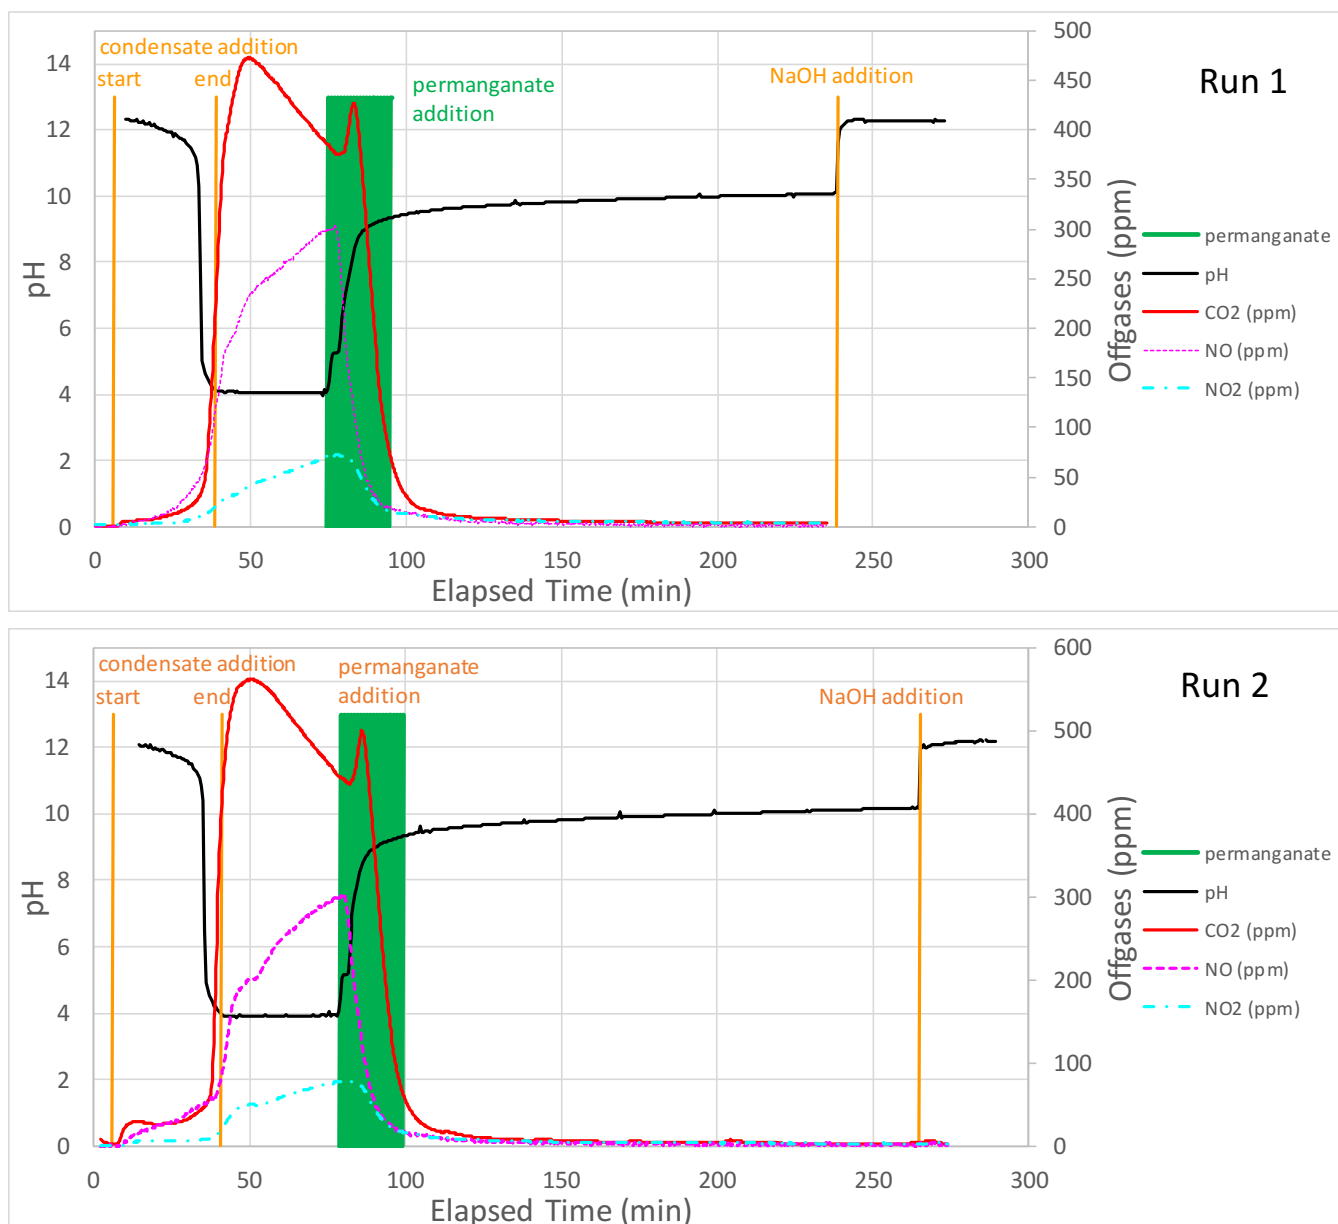 condensate addition
start
end
permanganate
addition
NaOH addition
Run 1
14
12
10
8
6
4
2
0
pH
500
450
400
350
300
250
200
150
100
50
0
Offgases (ppm)
0
50
100
150
200
250
300
Elapsed Time (min)
permanganate
pH
CO2 (ppm)
NO (ppm)
NO2 (ppm)
condensate addition
start
end
permanganate
addition
NaOH addition
Run 2
14
12
10
8
6
4
2
0
pH
600
500
400
300
200
100
0
Offgases (ppm)
0
50
100
150
200
250
300
Elapsed Time (min)
permanganate
pH
CO2 (ppm)
NO (ppm)
NO2 (ppm)